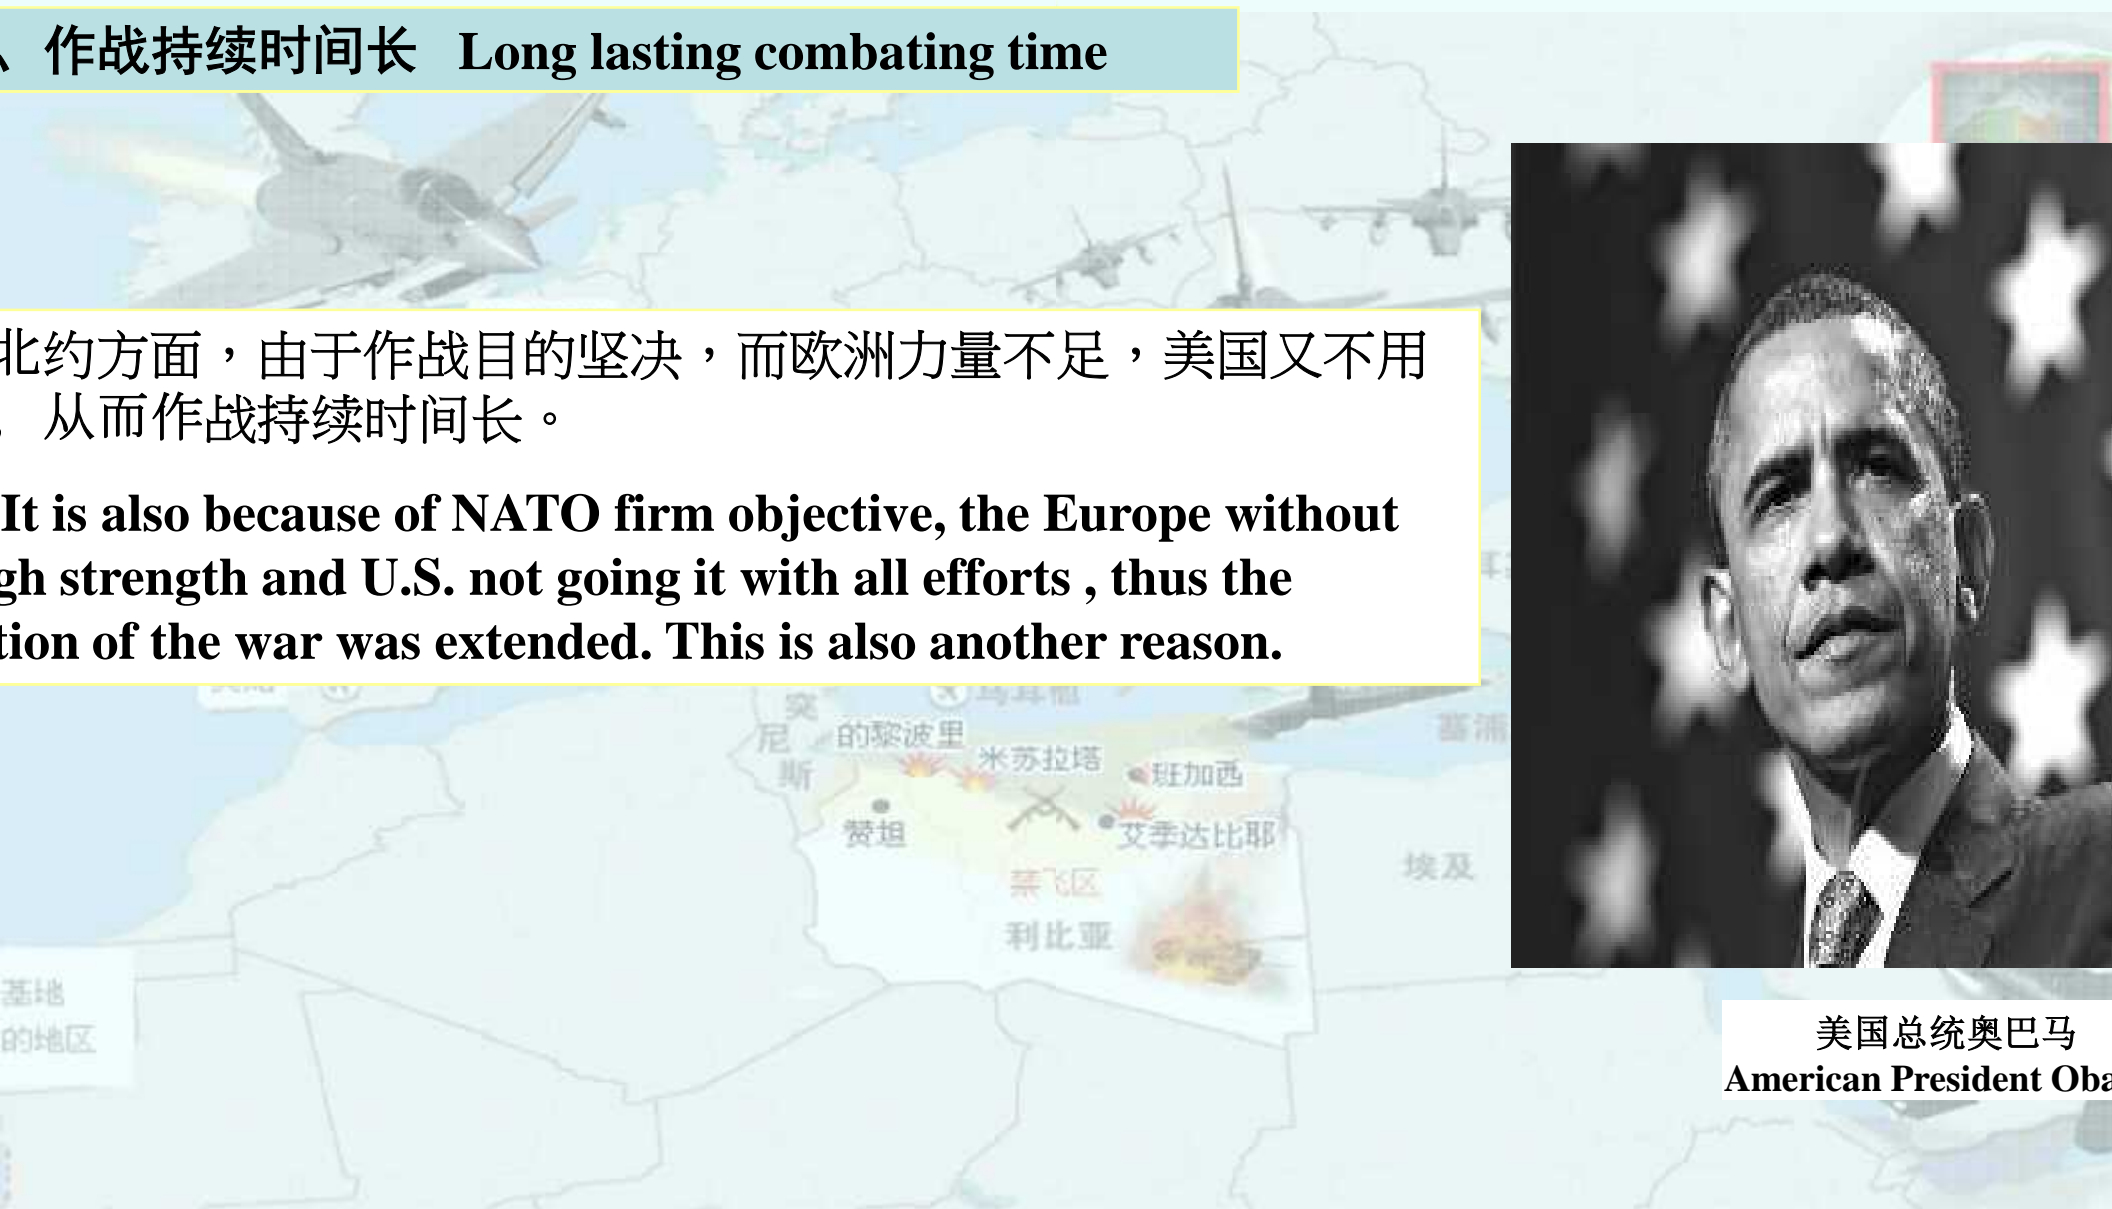 、作战持续时间长 Long lasting combating time
北约方面，由于作战目的坚决，而欧洲力量不足，美国又不用
从而作战持续时间长。
It is also because of NATO firm objective, the Europe without
gh strength and U.S. not going it with all efforts , thus the
tion of the war was extended. This is also another reason.
突
尼
斯
的黎波里
米苏拉塔
班加西
赞坦
艾季达比耶
禁飞区
利比亚
埃及
塞浦
基地
的地区
美国总统奥巴马
American President Oba